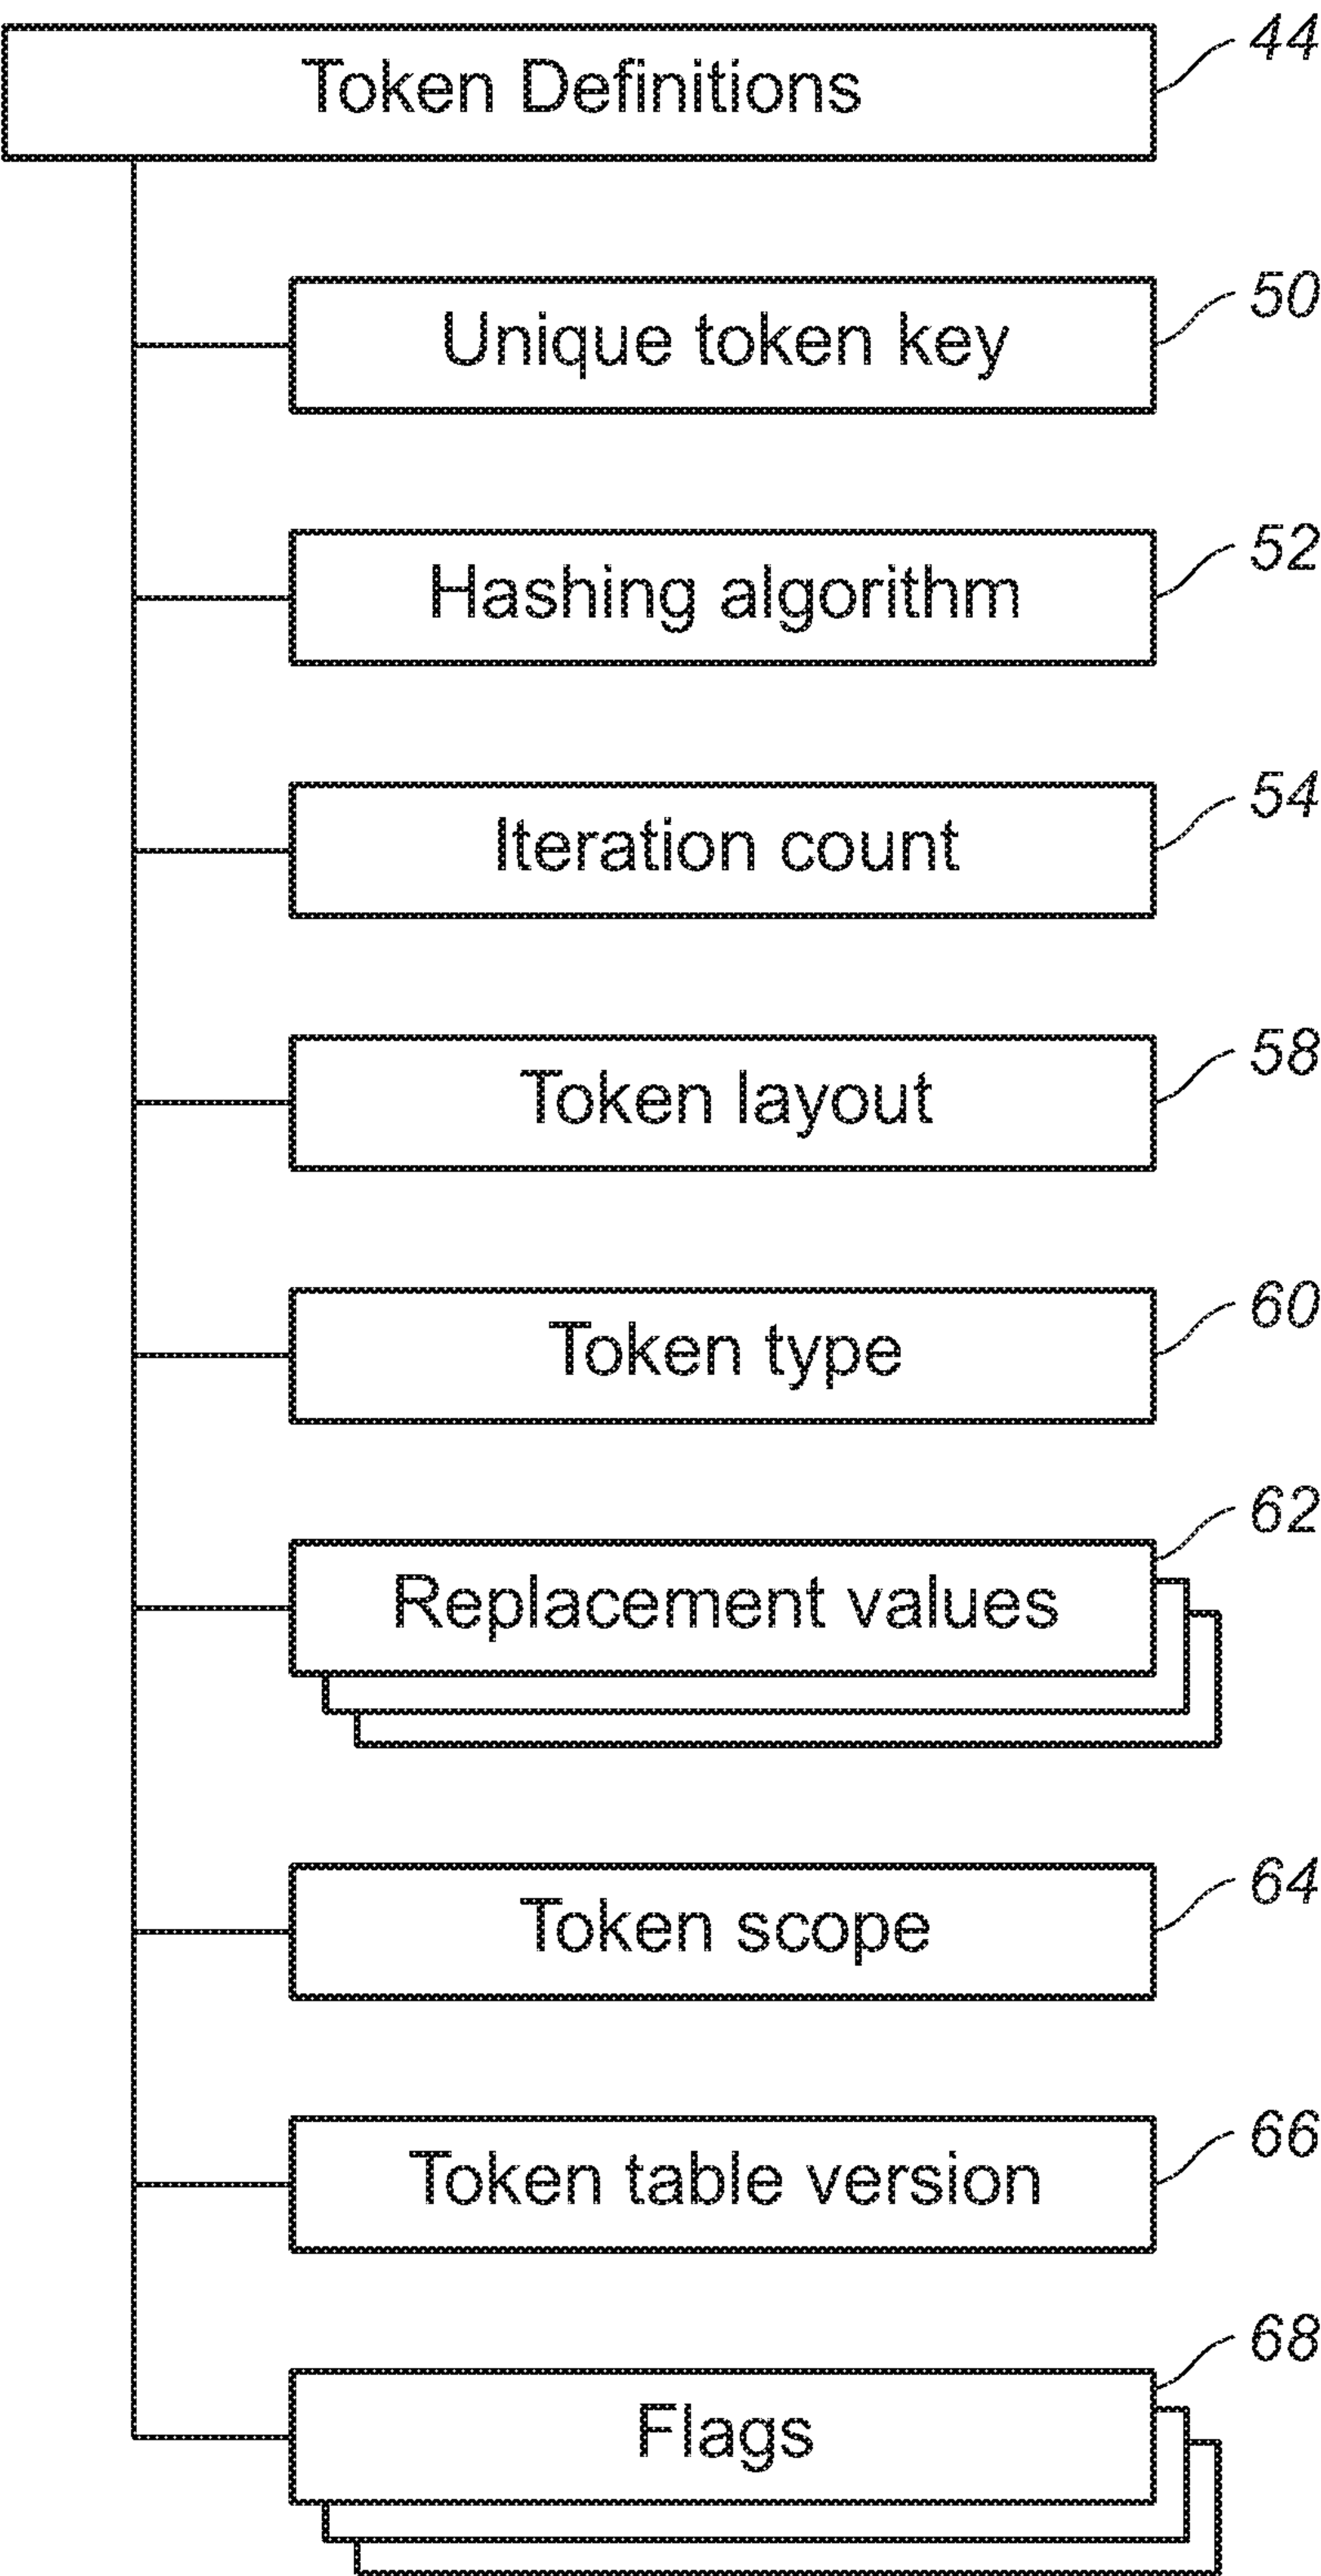 Token Definitions 44
Unique token key 50
Hashing algorithm 52
Iteration count 54
Token layout 58
Token type 60
Replacement values 62
Token scope 64
Token table version 66
Flags 68